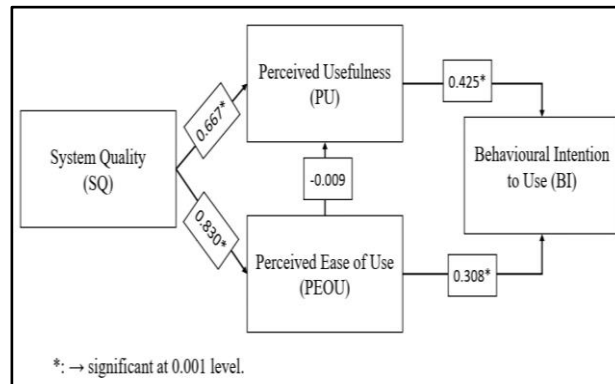 Perceived Usefulness
(PU)
0.425*
0.667*
System Quality
(SQ)
-0.009
Behavioural Intention
to Use (BI)
0.830*
Perceived Ease of Use
(PEOU)
0.308*
*: → significant at 0.001 level.